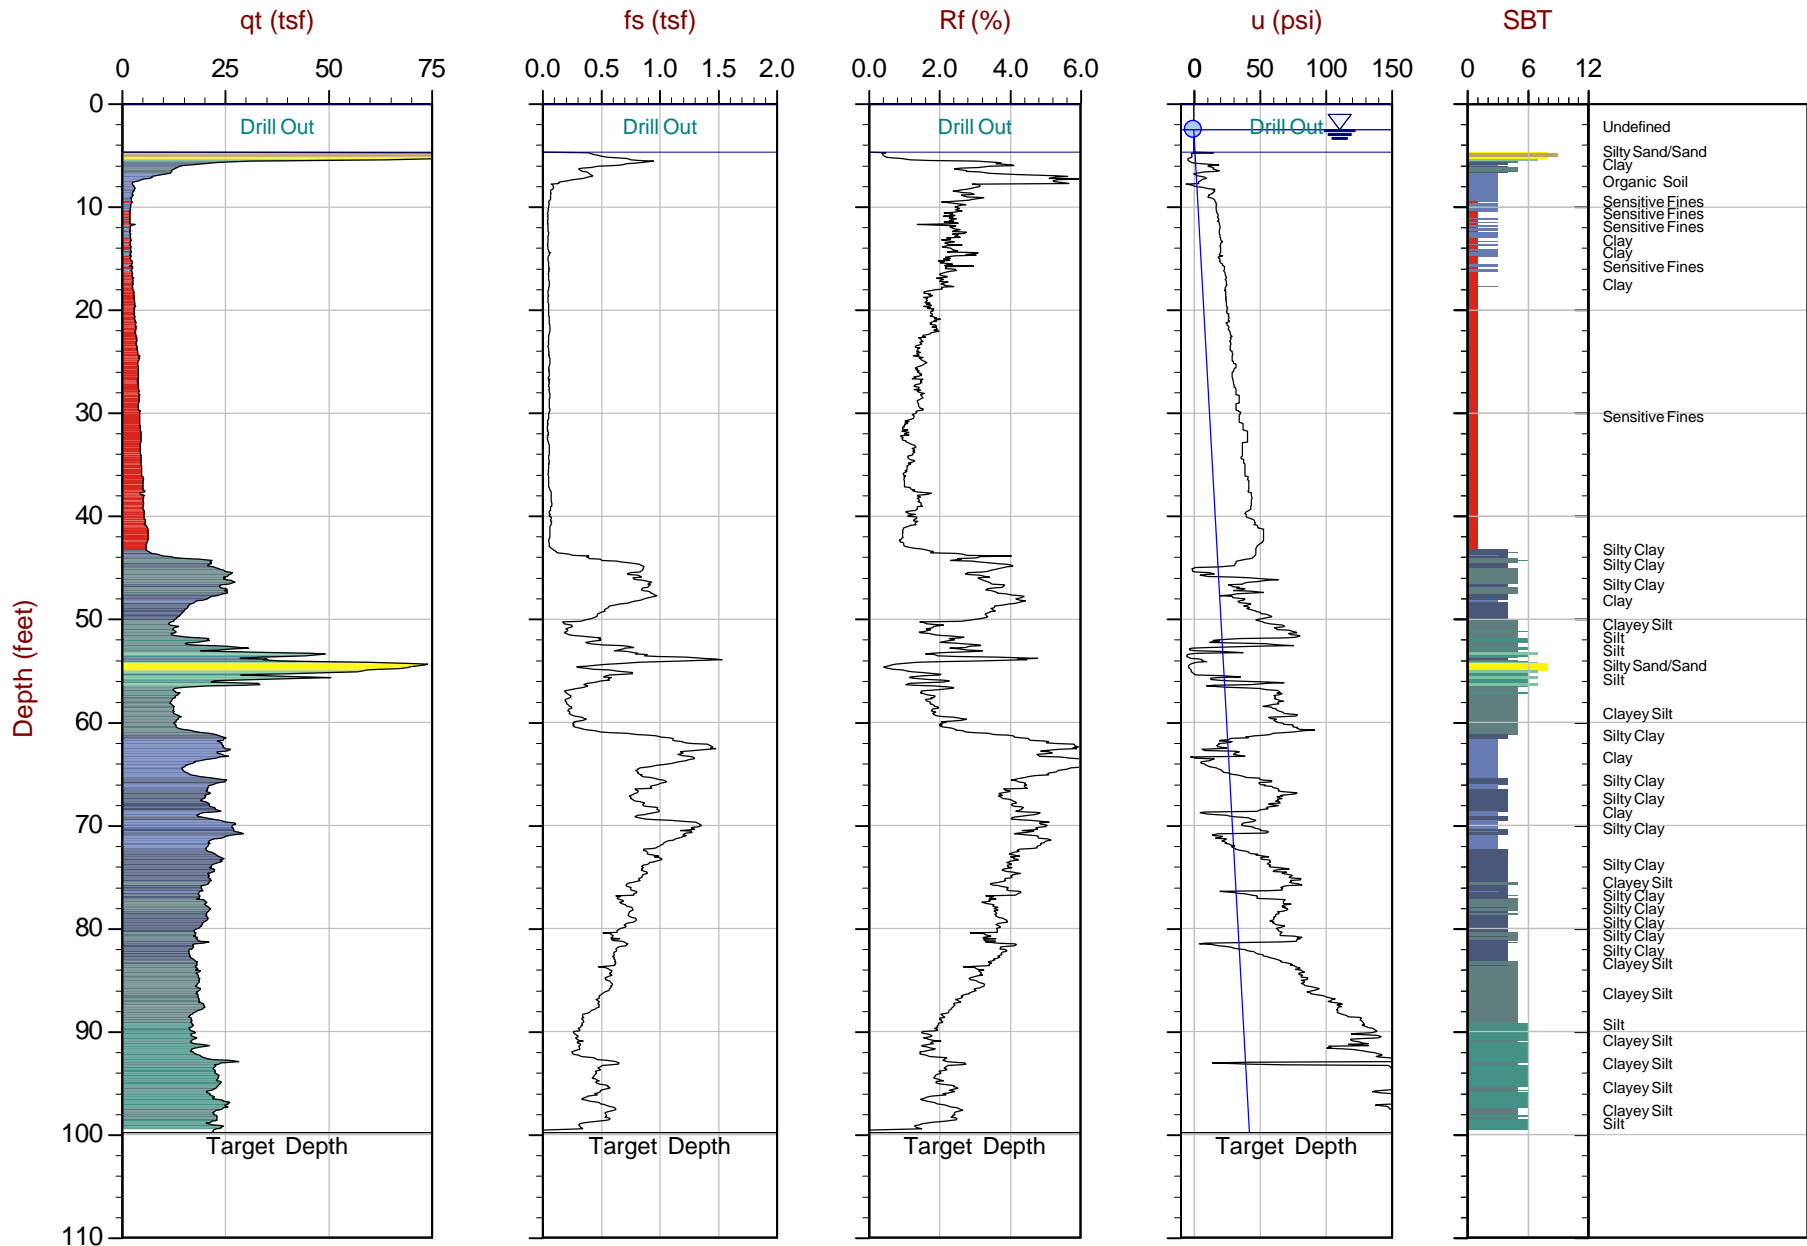 qt (tsf) fs (tsf) Rf (%) u (psi) SBT
0 25 50 75 0.0 0.5 1.0 1.5 2.0 0.0 2.0 4.0 6.0 0 50 100 150 0 6 12
0
10
20
30
40
50
60
70
80
90
100
110
Depth (feet)
Drill Out Drill Out Drill Out Drill Out
Undefined
Silty Sand/Sand
Clay
Organic Soil
Sensitive Fines
Sensitive Fines
Sensitive Fines
Clay
Clay
Sensitive Fines
Clay
Sensitive Fines
Silty Clay
Silty Clay
Silty Clay
Clay
Clayey Silt
Silt
Silt
Silty Sand/Sand
Silt
Clayey Silt
Silty Clay
Clay
Silty Clay
Silty Clay
Clay
Silty Clay
Silty Clay
Clayey Silt
Silty Clay
Silty Clay
Silty Clay
Silty Clay
Silty Clay
Clayey Silt
Clayey Silt
Silt
Clayey Silt
Clayey Silt
Clayey Silt
Clayey Silt
Silt
Target Depth Target Depth Target Depth Target Depth